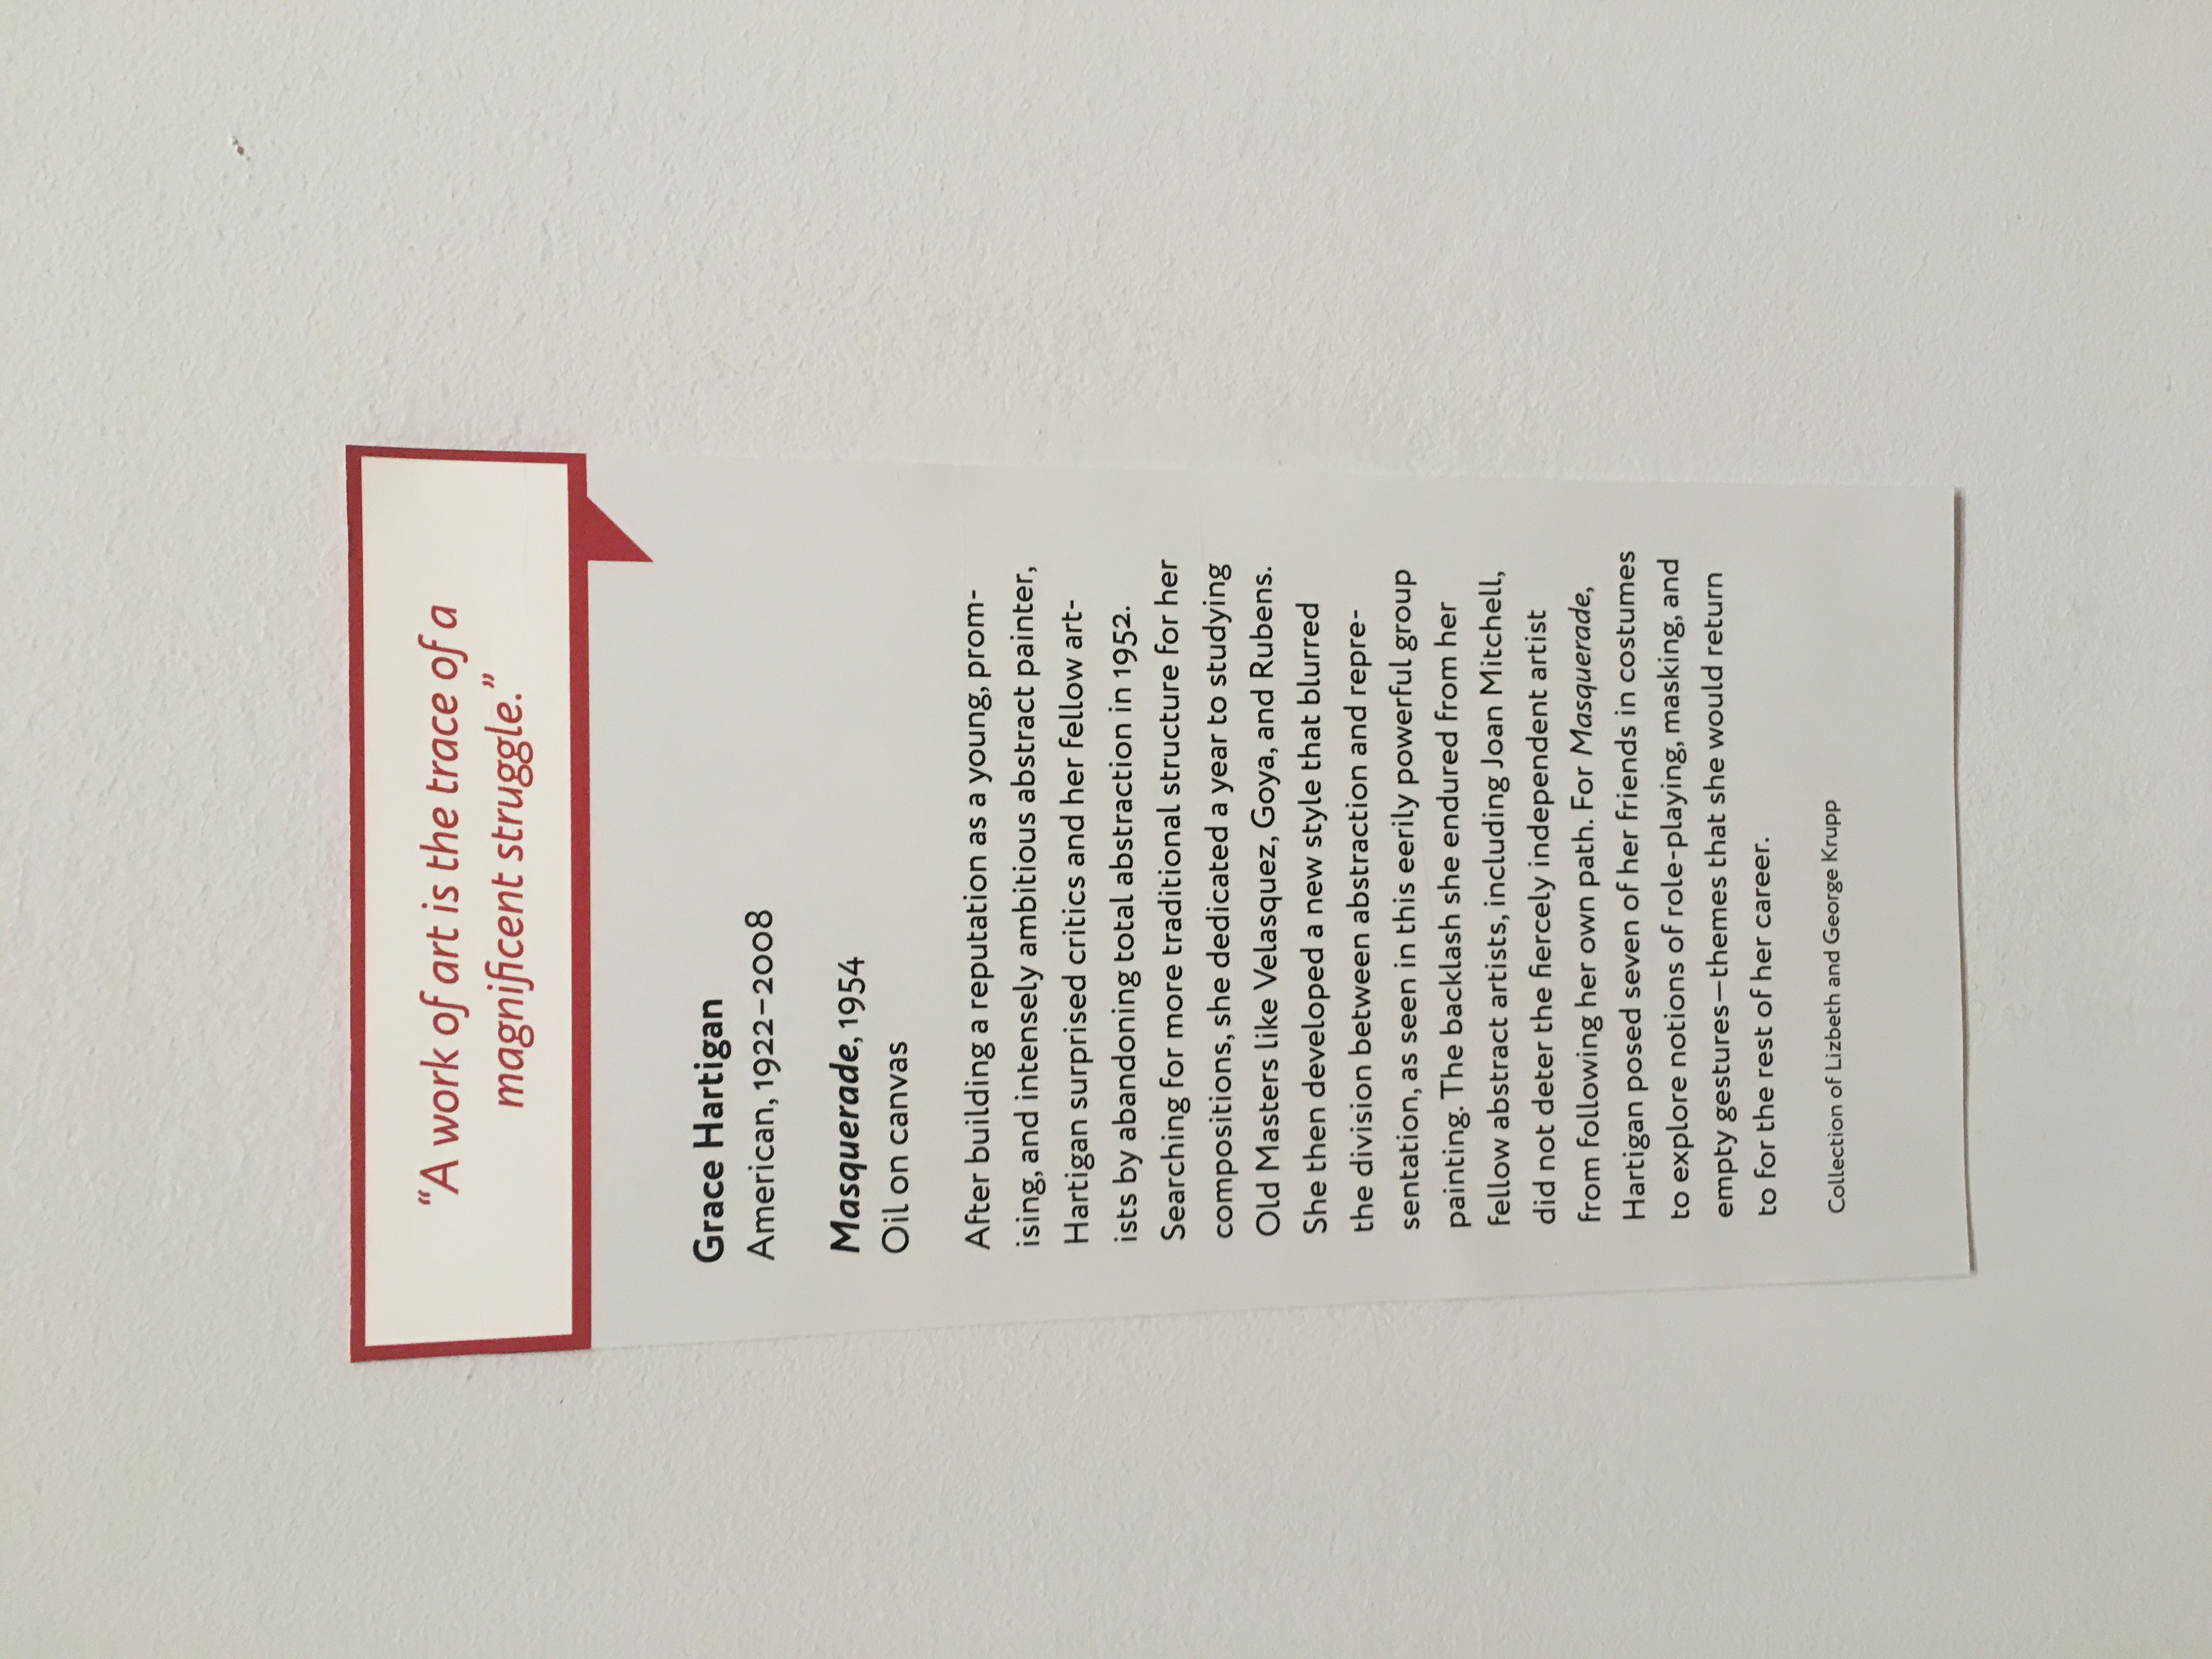 “A work of art is the trace of a
magnificent struggle.”
Grace Hartigan
American, 1922–2008
Masquerade, 1954
Oil on canvas
After building a reputation as a young, prom-
ising, and intensely ambitious abstract painter,
Hartigan surprised critics and her fellow art-
ists by abandoning total abstraction in 1952.
Searching for more traditional structure for her
compositions, she dedicated a year to studying
Old Masters like Velasquez, Goya, and Rubens.
She then developed a new style that blurred
the division between abstraction and repre-
sentation, as seen in this eerily powerful group
painting. The backlash she endured from her
fellow abstract artists, including Joan Mitchell,
did not deter the fiercely independent artist
from following her own path. For Masquerade,
Hartigan posed seven of her friends in costumes
to explore notions of role-playing, masking, and
empty gestures—themes that she would return
to for the rest of her career.
Collection of Lizbeth and George Krupp